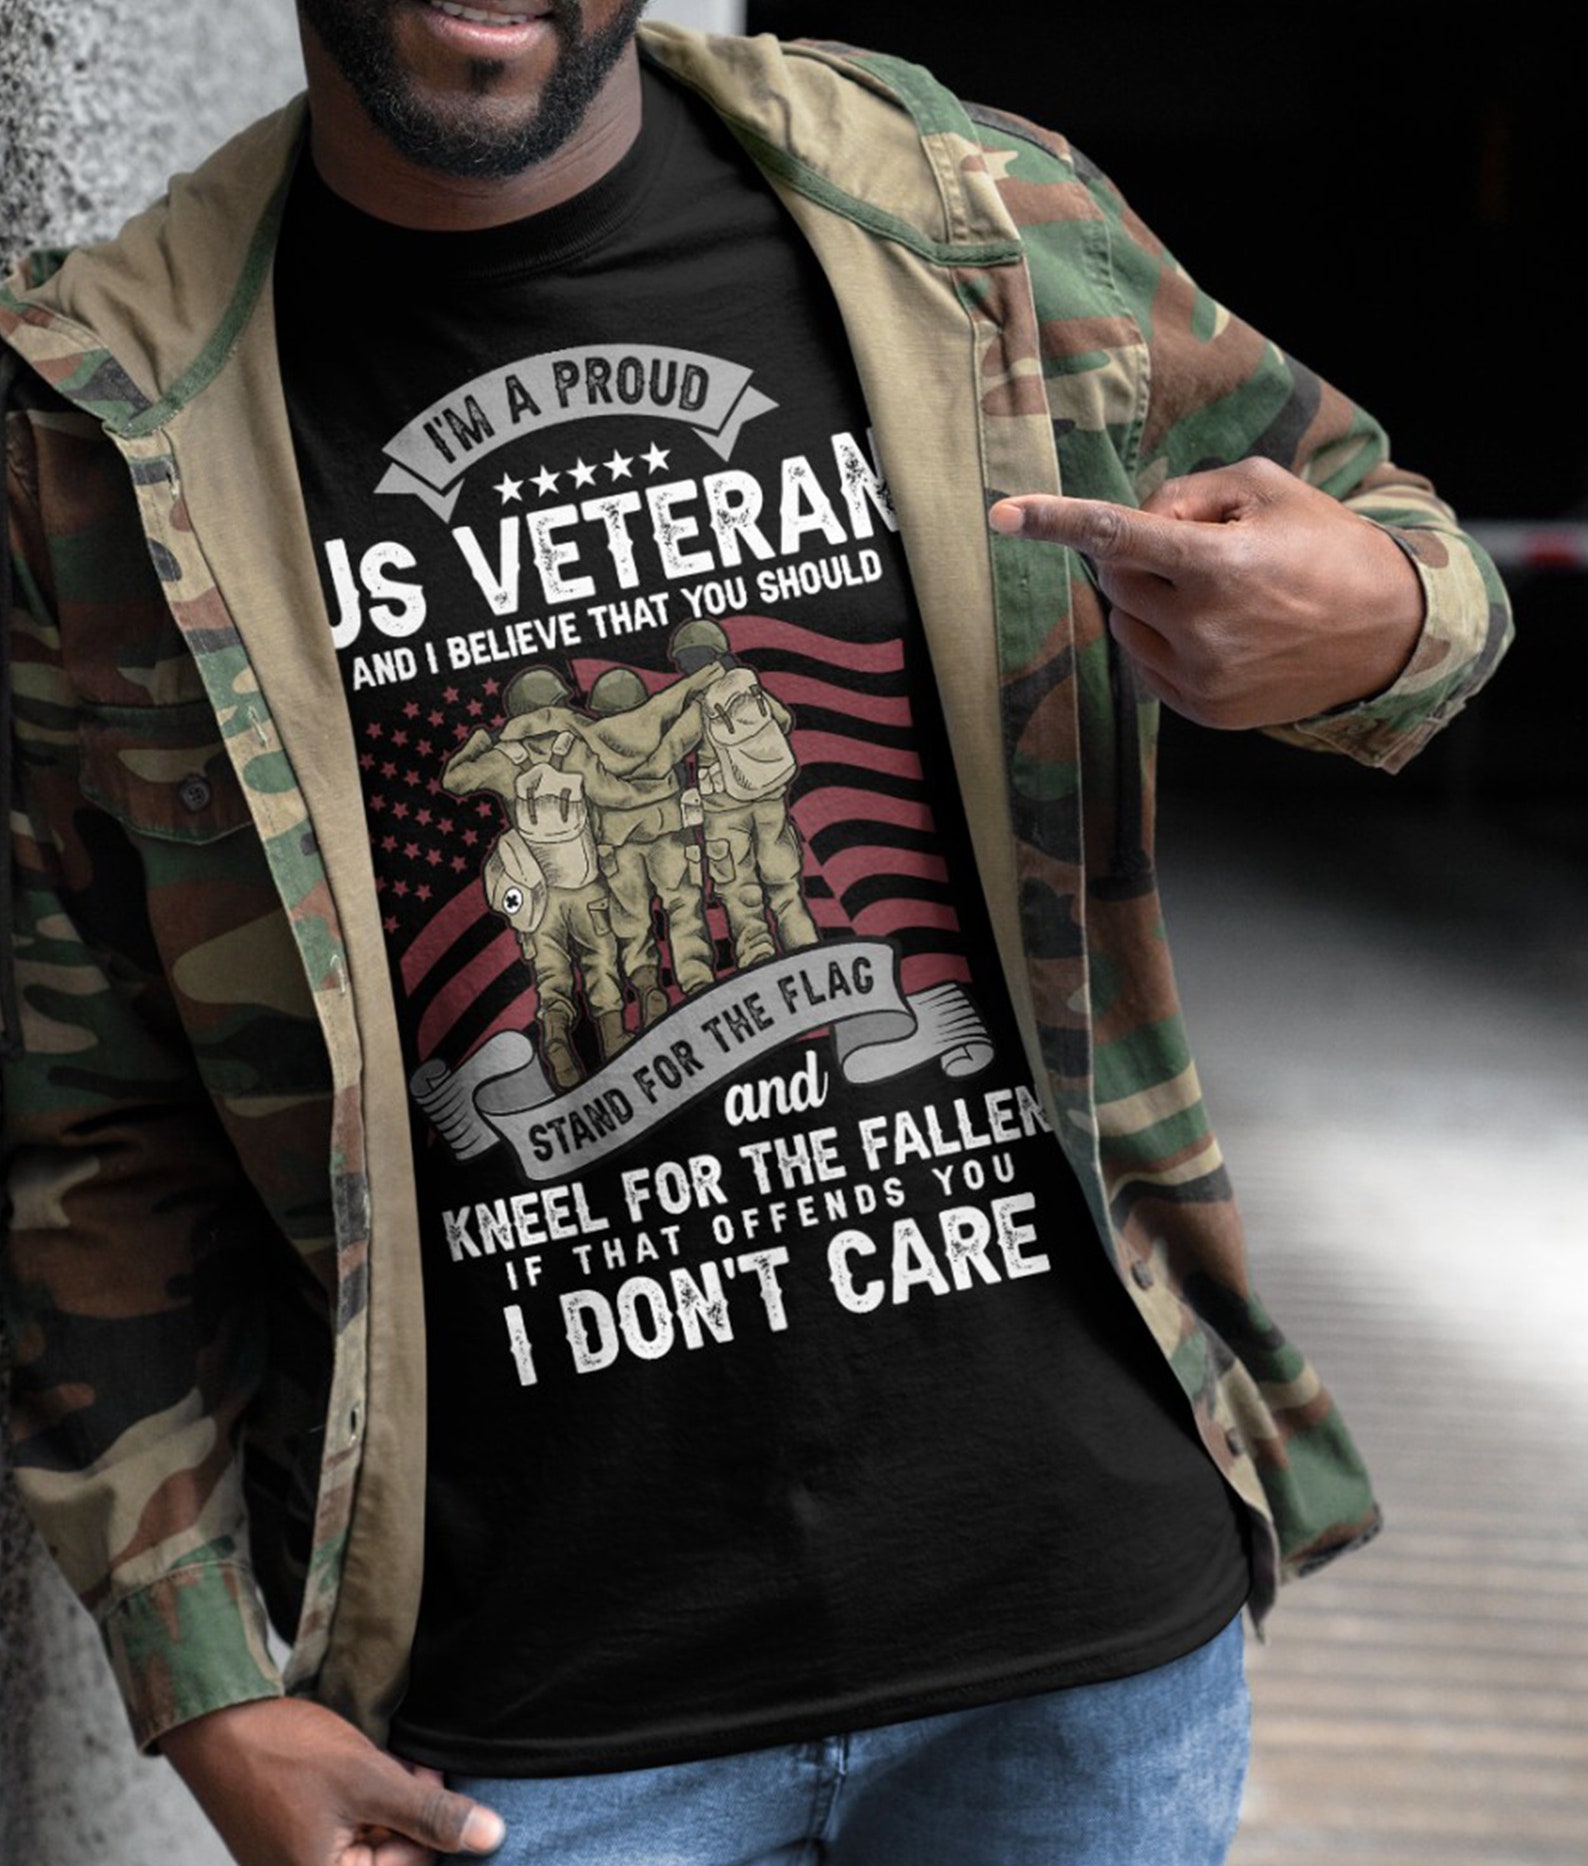 I'M A PROUD
US VETERAN
AND I BELIEVE THAT YOU SHOULD
STAND FOR THE FLAG
and
KNEEL FOR THE FALLEN
IF THAT OFFENDS YOU
I DON'T CARE